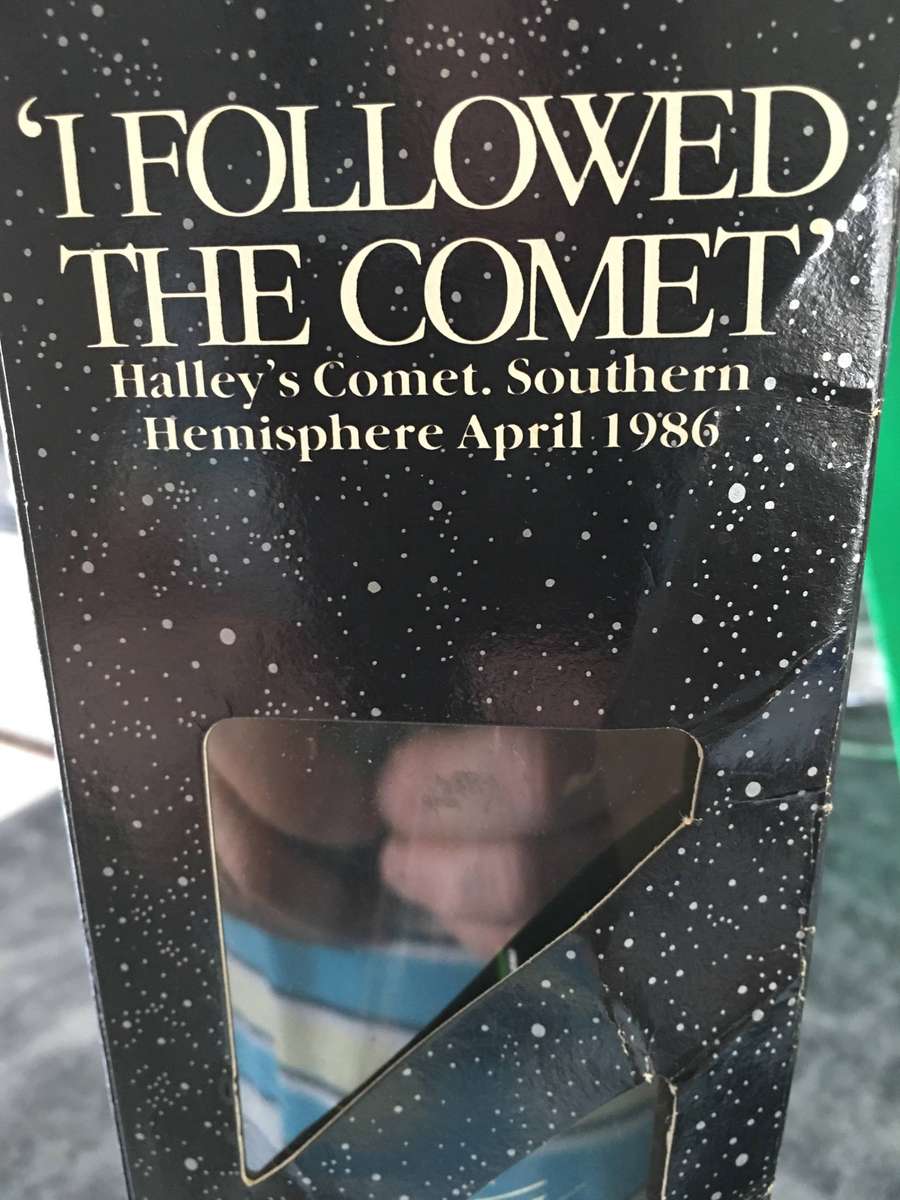 ‘I FOLLOWED
THE COMET’
Halley's Comet. Southern
Hemisphere April 1986